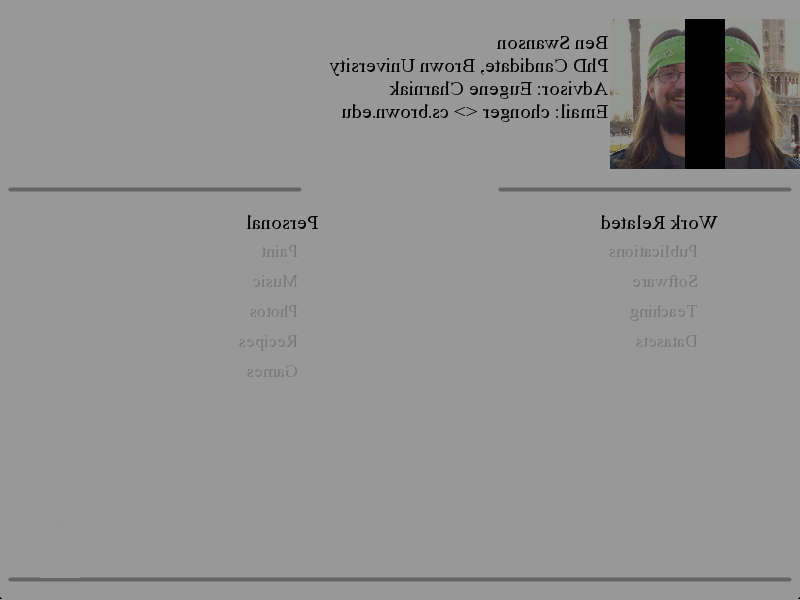 Ben Swanson
PhD Candidate, Brown University
Advisor: Eugene Charniak
Email: chonger <> cs.brown.edu
Work Related
Publications
Software
Teaching
Datasets
Personal
Paint
Music
Photos
Recipes
Games